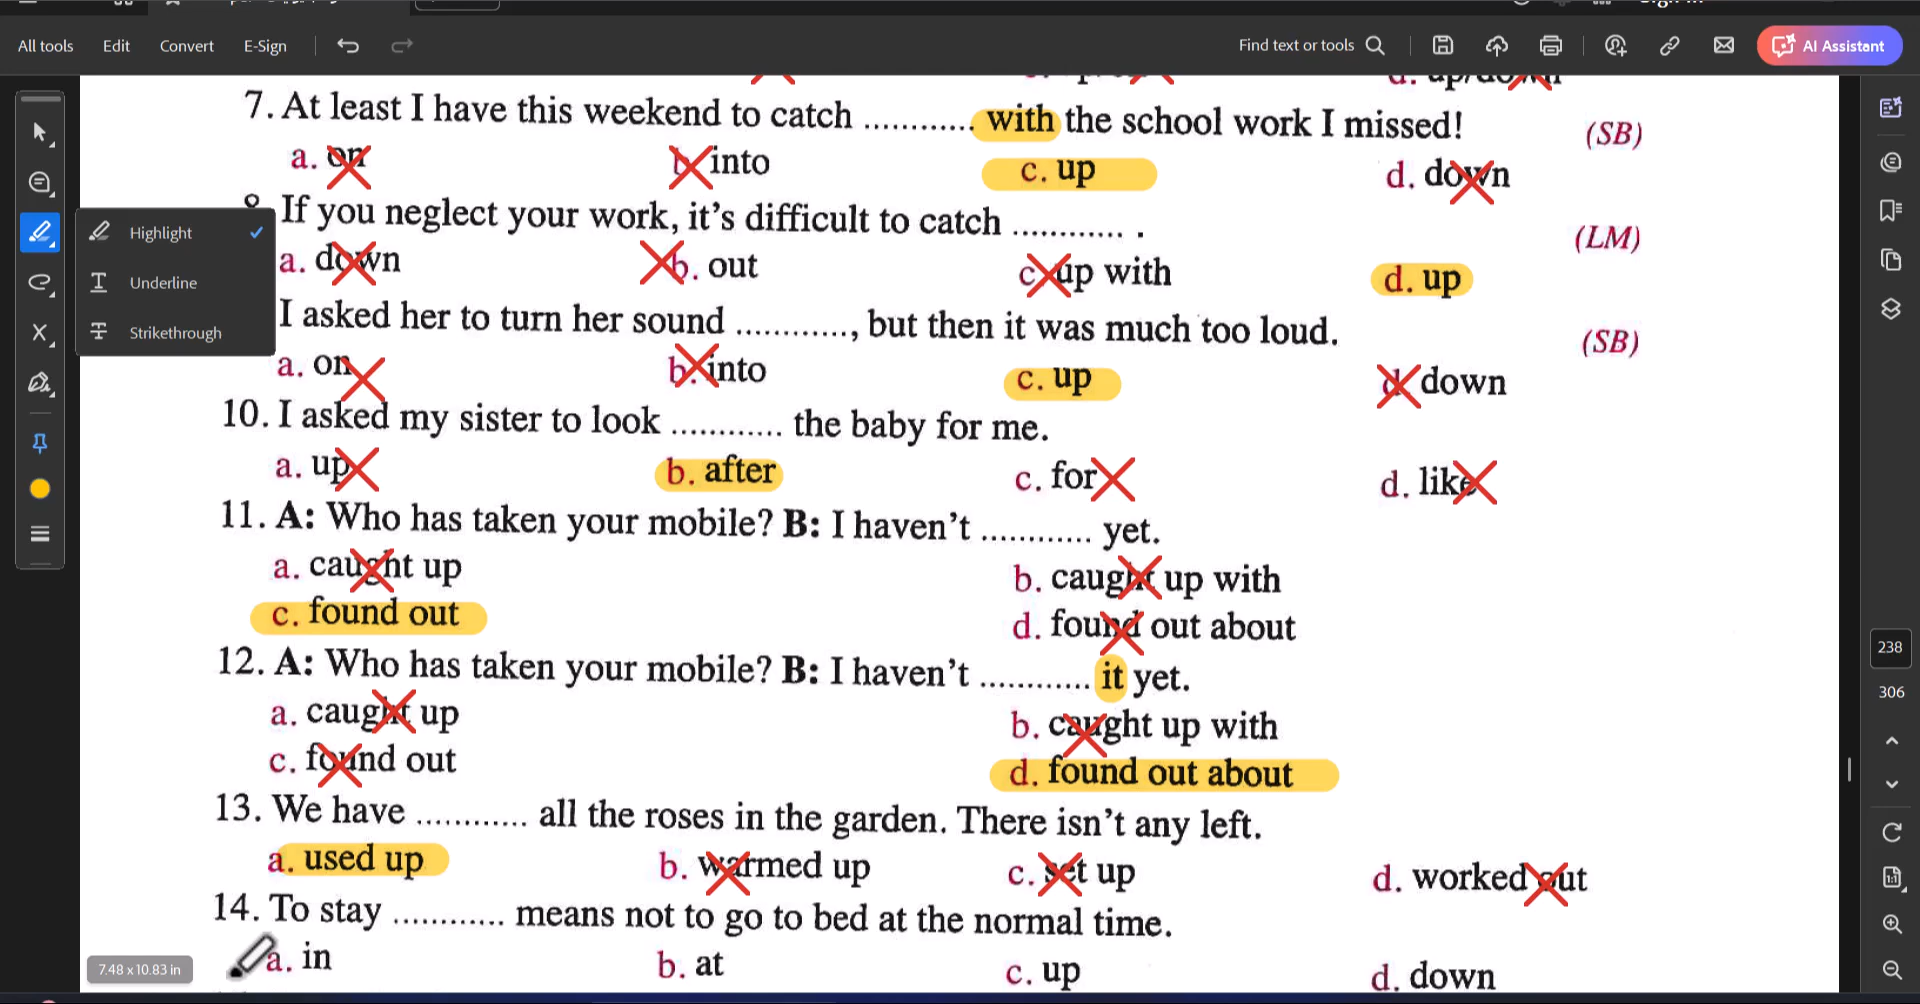 All tools Edit Convert E-Sign Find text or tools AI Assistant
7. At least I have this weekend to catch ............ with the school work I missed! (SB)
a. on b. into c. up d. down
If you neglect your work, it's difficult to catch ............ . (LM)
a. down b. out c. up with d. up
Highlight
Underline
Strikethrough
I asked her to turn her sound ............, but then it was much too loud. (SB)
a. on b. into c. up d. down
10. I asked my sister to look ............ the baby for me.
a. up b. after c. for d. like
11. A: Who has taken your mobile? B: I haven't ............ yet.
a. caught up b. caught up with
c. found out d. found out about
12. A: Who has taken your mobile? B: I haven't ............ it yet.
a. caught up b. caught up with
c. found out d. found out about
13. We have ............ all the roses in the garden. There isn't any left.
a. used up b. warmed up c. set up d. worked out
14. To stay ............ means not to go to bed at the normal time.
a. in b. at c. up d. down
7.48 x 10.83 in
238
306